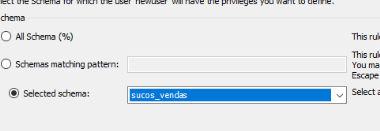 lect the Schema for which the user 'newuser' will have the privileges you want to define.
chema
All Schema (%)
This rul
Schemas matching pattern:
This rul
You ma
Escape
Selected schema:
sucos_vendas
Select a